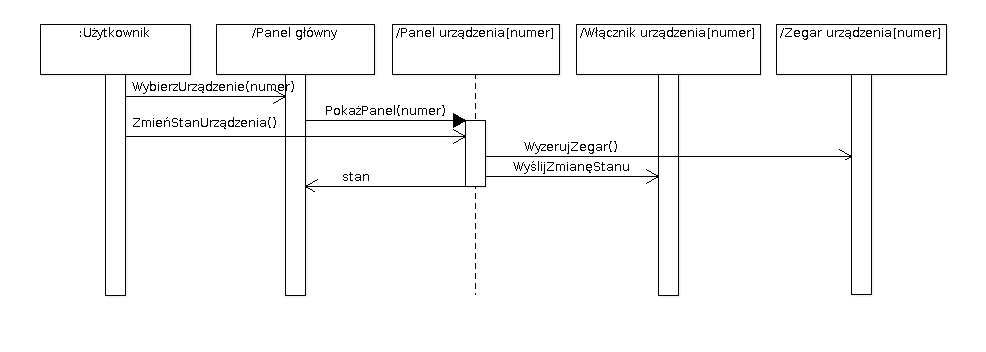 :Użytkownik
/Panel główny
/Panel urządzenia[numer]
/Włącznik urządzenia[numer]
/Zegar urządzenia[numer]
WybierzUrządzenie(numer)
PokażPanel(numer)
ZmieńStanUrządzenia()
WyzerujZegar()
WyślijZmianęStanu
stan